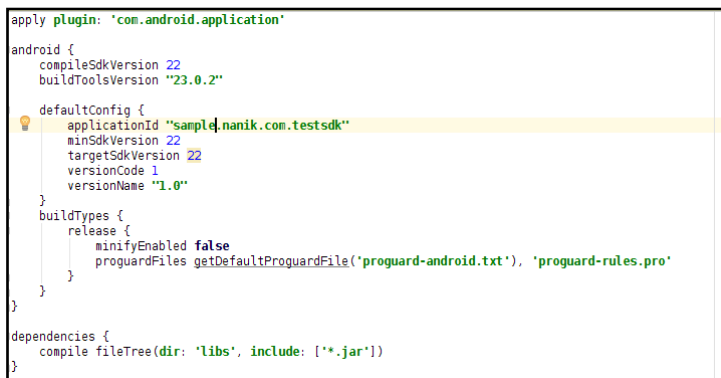 apply plugin: 'com.android.application'
android {
compileSdkVersion 22
buildToolsVersion "23.0.2"
defaultConfig {
applicationId "sample.nanik.com.testsdk"
minSdkVersion 22
targetSdkVersion 22
versionCode 1
versionName "1.0"
}
buildTypes {
release {
minifyEnabled false
proguardFiles getDefaultProguardFile('proguard-android.txt'), 'proguard-rules.pro'
}
}
}
dependencies {
compile fileTree(dir: 'libs', include: ['*.jar'])
}